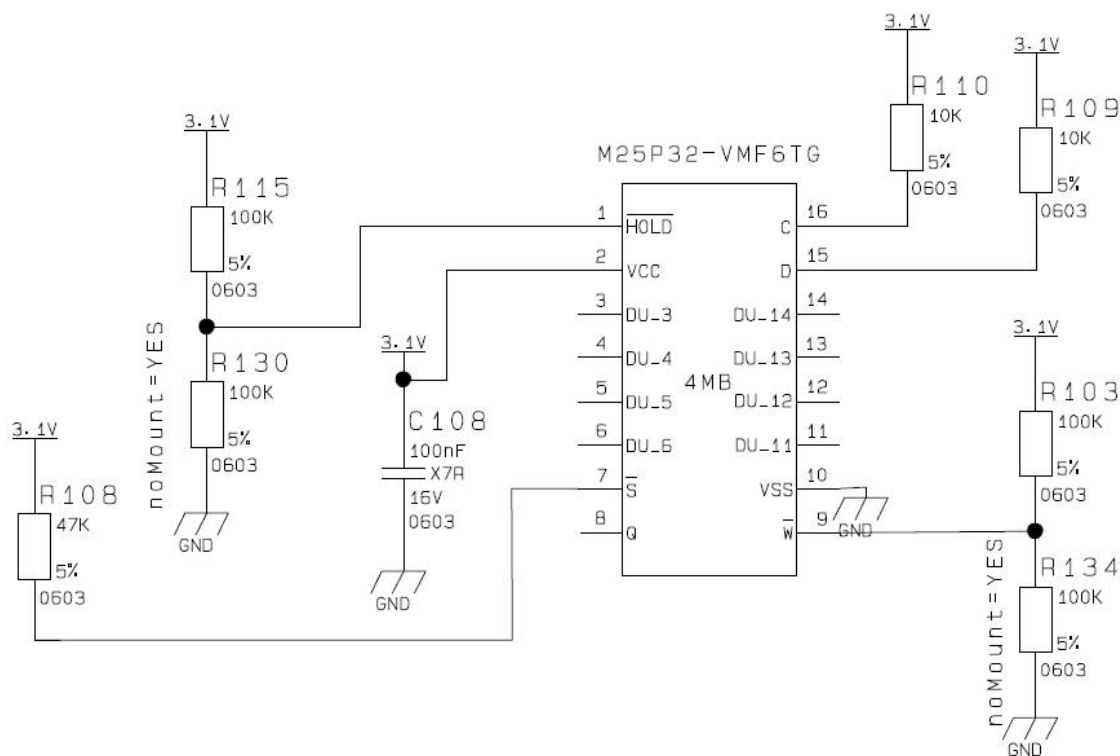 3.1V
R110
10K
5%
0603
3.1V
R109
10K
5%
0603
3.1V
R115
100K
5%
0603
M25P32-VMF6TG
1
HOLD
2
VCC
3
DU_3
4
DU_4
5
DU_5
6
DU_6
7
S
8
Q
4MB
16
C
15
D
14
DU_14
13
DU_13
12
DU_12
11
DU_11
10
VSS
9
W
GND
noMount=YES
R130
100K
5%
0603
GND
3.1V
C108
100nF
X7R
16V
0603
GND
3.1V
R108
47K
5%
0603
3.1V
R103
100K
5%
0603
noMount=YES
R134
100K
5%
0603
GND